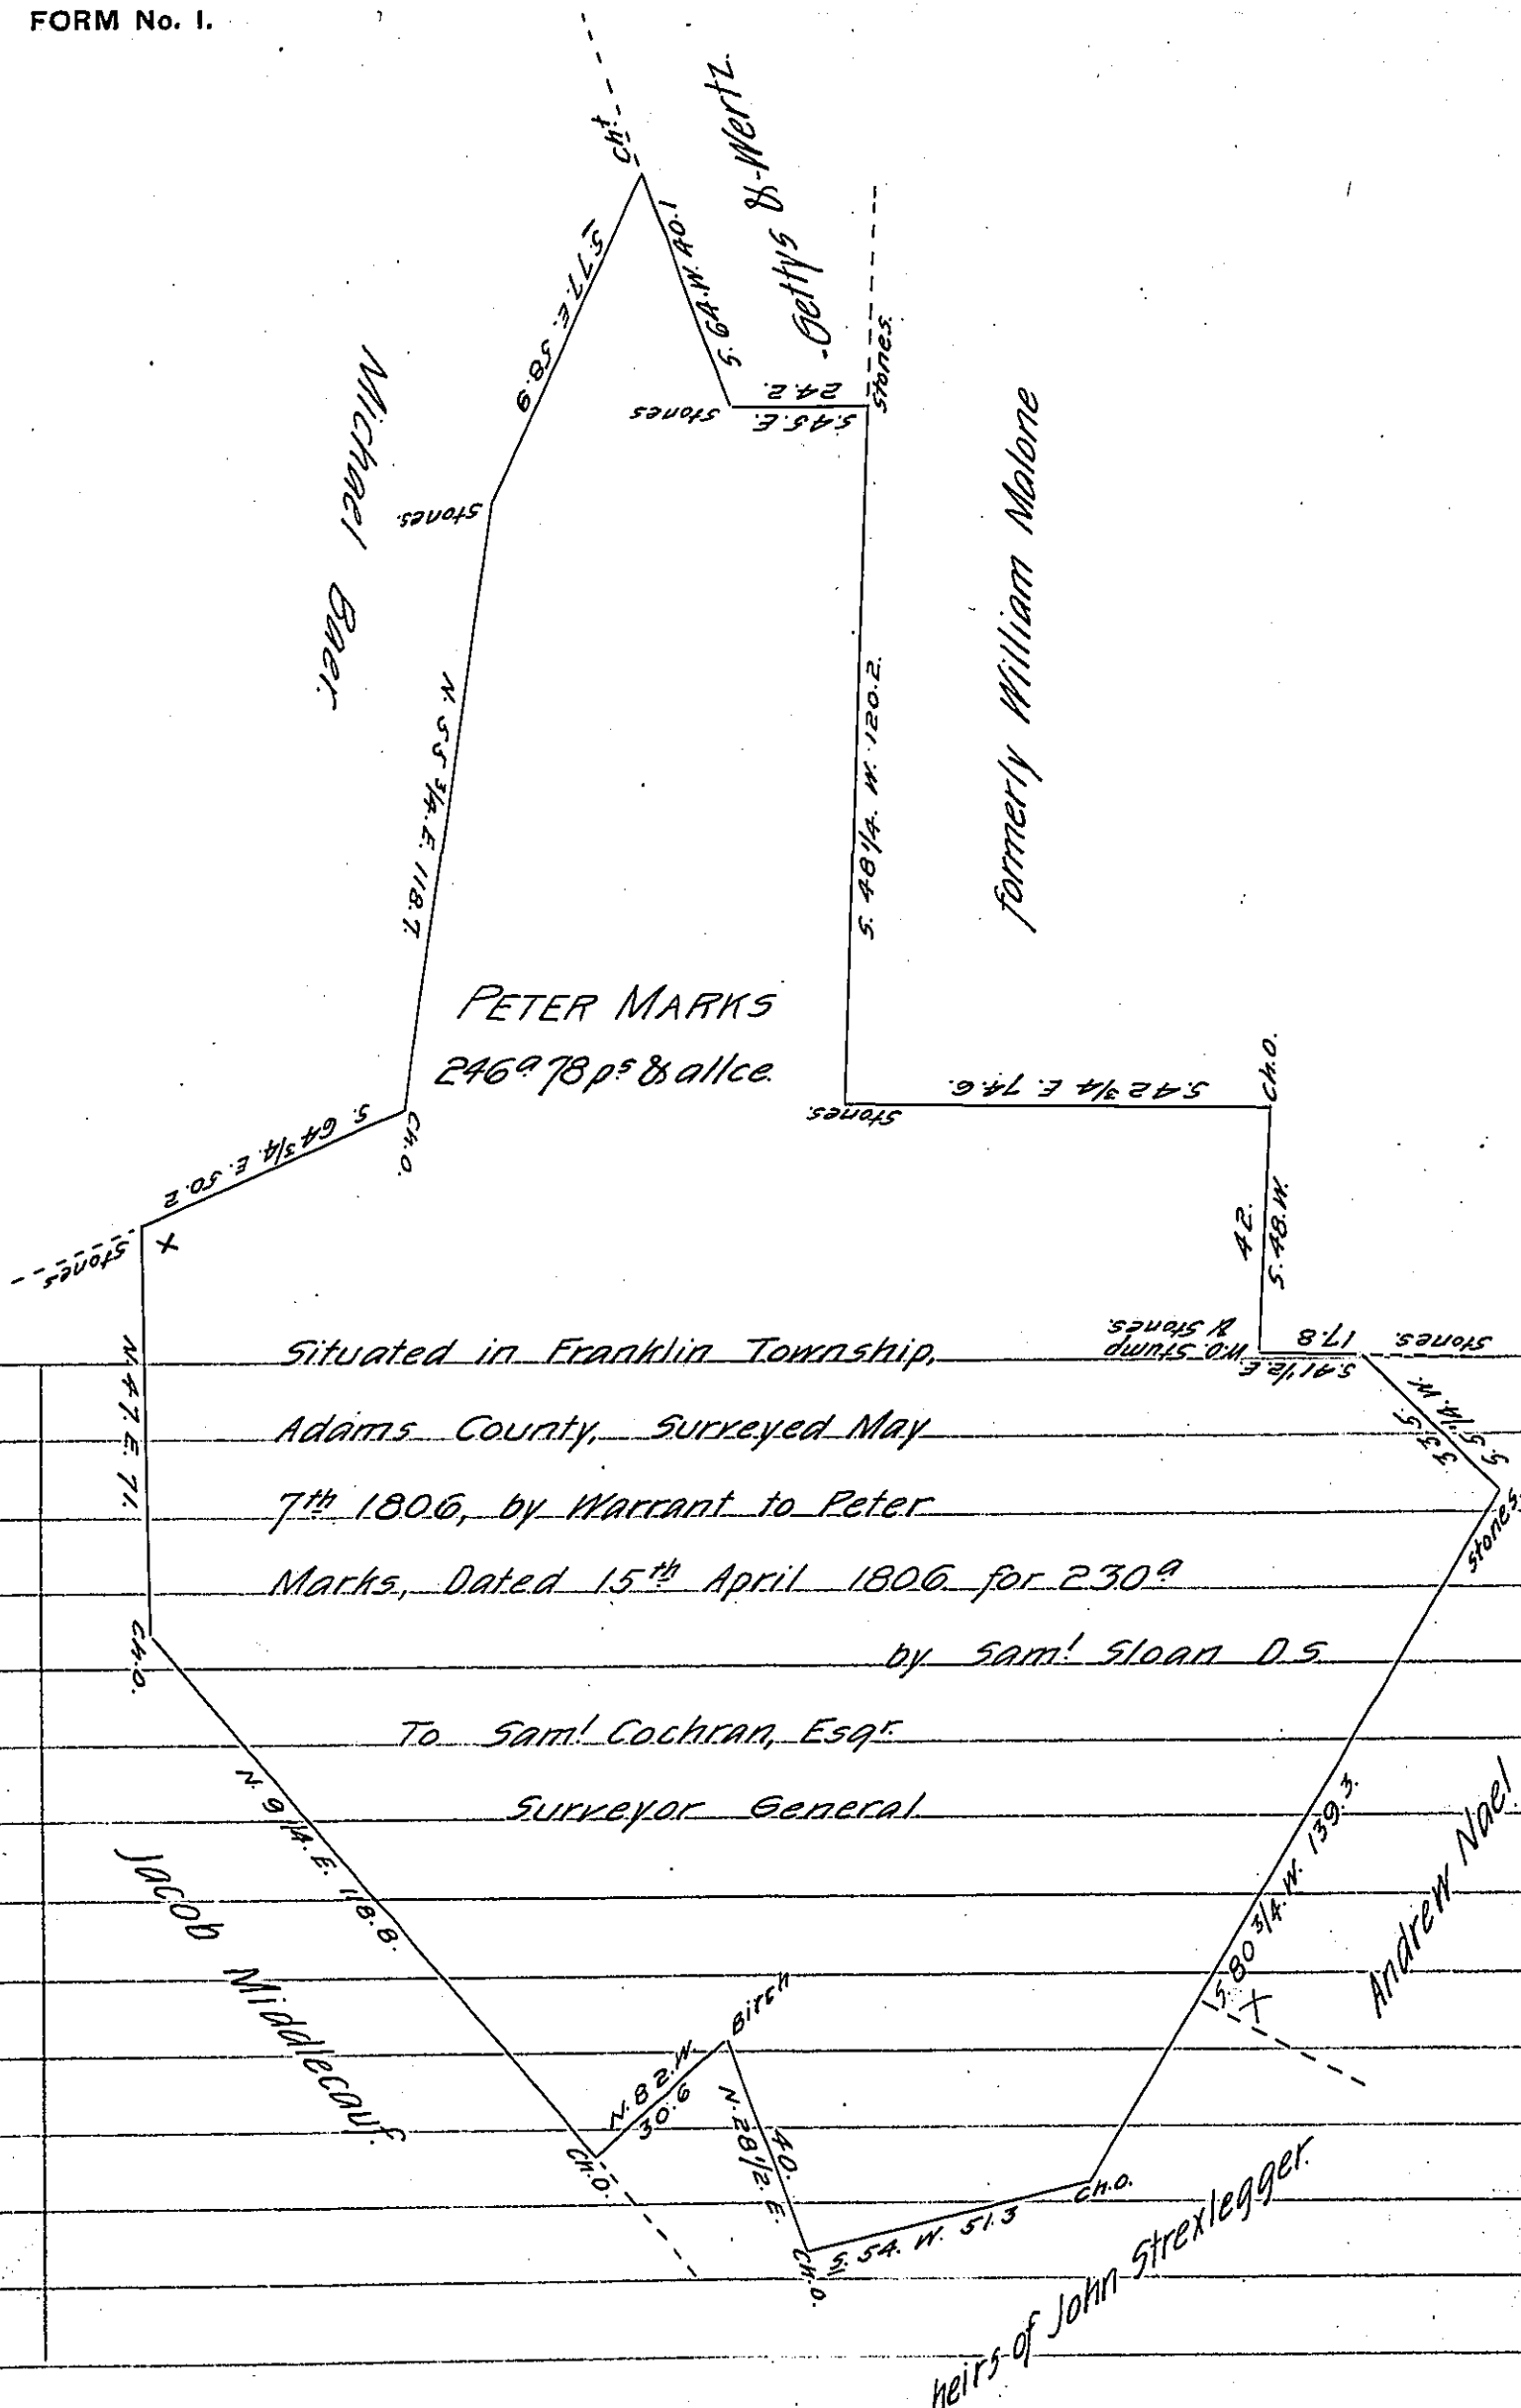 FORM No. 1.
Cht
Gettys & Wertz.
S. 77. E. 58.9
S. 64. W. 40.1
Stones
S. 45. E.
24.2.
Stones.
Michael Baer.
Stones.
formerly William Malone
N. 55 3/4. E. 118.7.
S. 48 1/4. W. 120.2.
PETER MARKS
246a 78ps & allce.
Ch.O.
Stones.
S. 42 3/4 E. 74.6.
Ch.O.
S. 64 3/4. E. 50.2
Stones
X
42.
S. 48. W.
W.O. Stump
& Stones.
S. 41 1/2 E
17.8
Stones.
N. 47. E. 71.
33.5.
Stones.
Situated in Franklin Township,
Adams County, Surveyed May
7th 1806, by Warrant to Peter
Marks, Dated 15th April 1806 for 230a
by Saml Sloan D S
To Saml Cochran, Esqr.
Surveyor General
Ch.O.
N. 9 1/4. E. 118.8.
Jacob Middlecauf.
S. 80 3/4. W. 139.3.
X
Andrew Nael.
Birch
N. 82. W.
30.6
Ch.O.
40.
N. 28 1/2. E.
Ch.O.
S. 54. W. 51.3
Ch.O.
heirs of John Strexlegger.